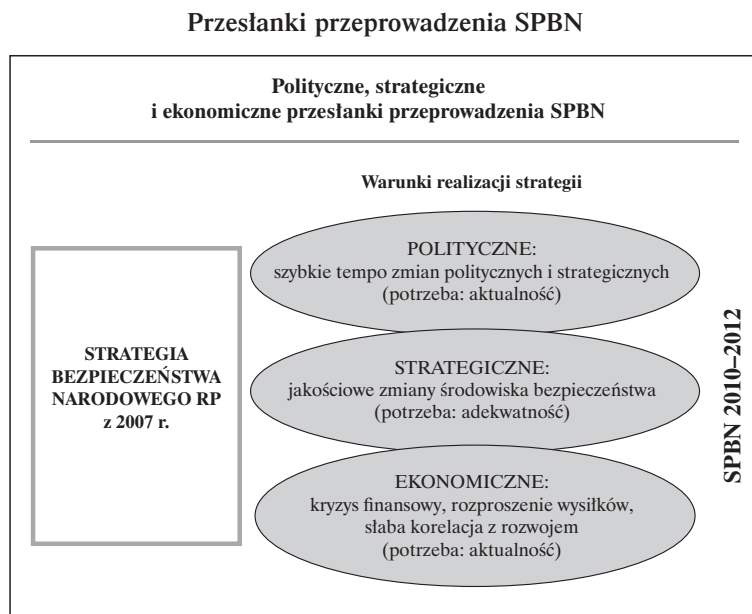 Przesłanki przeprowadzenia SPBN
Polityczne, strategiczne
i ekonomiczne przesłanki przeprowadzenia SPBN
Warunki realizacji strategii
STRATEGIA
BEZPIECZEŃSTWA
NARODOWEGO RP
z 2007 r.
POLITYCZNE:
szybkie tempo zmian politycznych i strategicznych
(potrzeba: aktualność)
STRATEGICZNE:
jakościowe zmiany środowiska bezpieczeństwa
(potrzeba: adekwatność)
EKONOMICZNE:
kryzys finansowy, rozproszenie wysiłków,
słaba korelacja z rozwojem
(potrzeba: aktualność)
SPBN 2010–2012